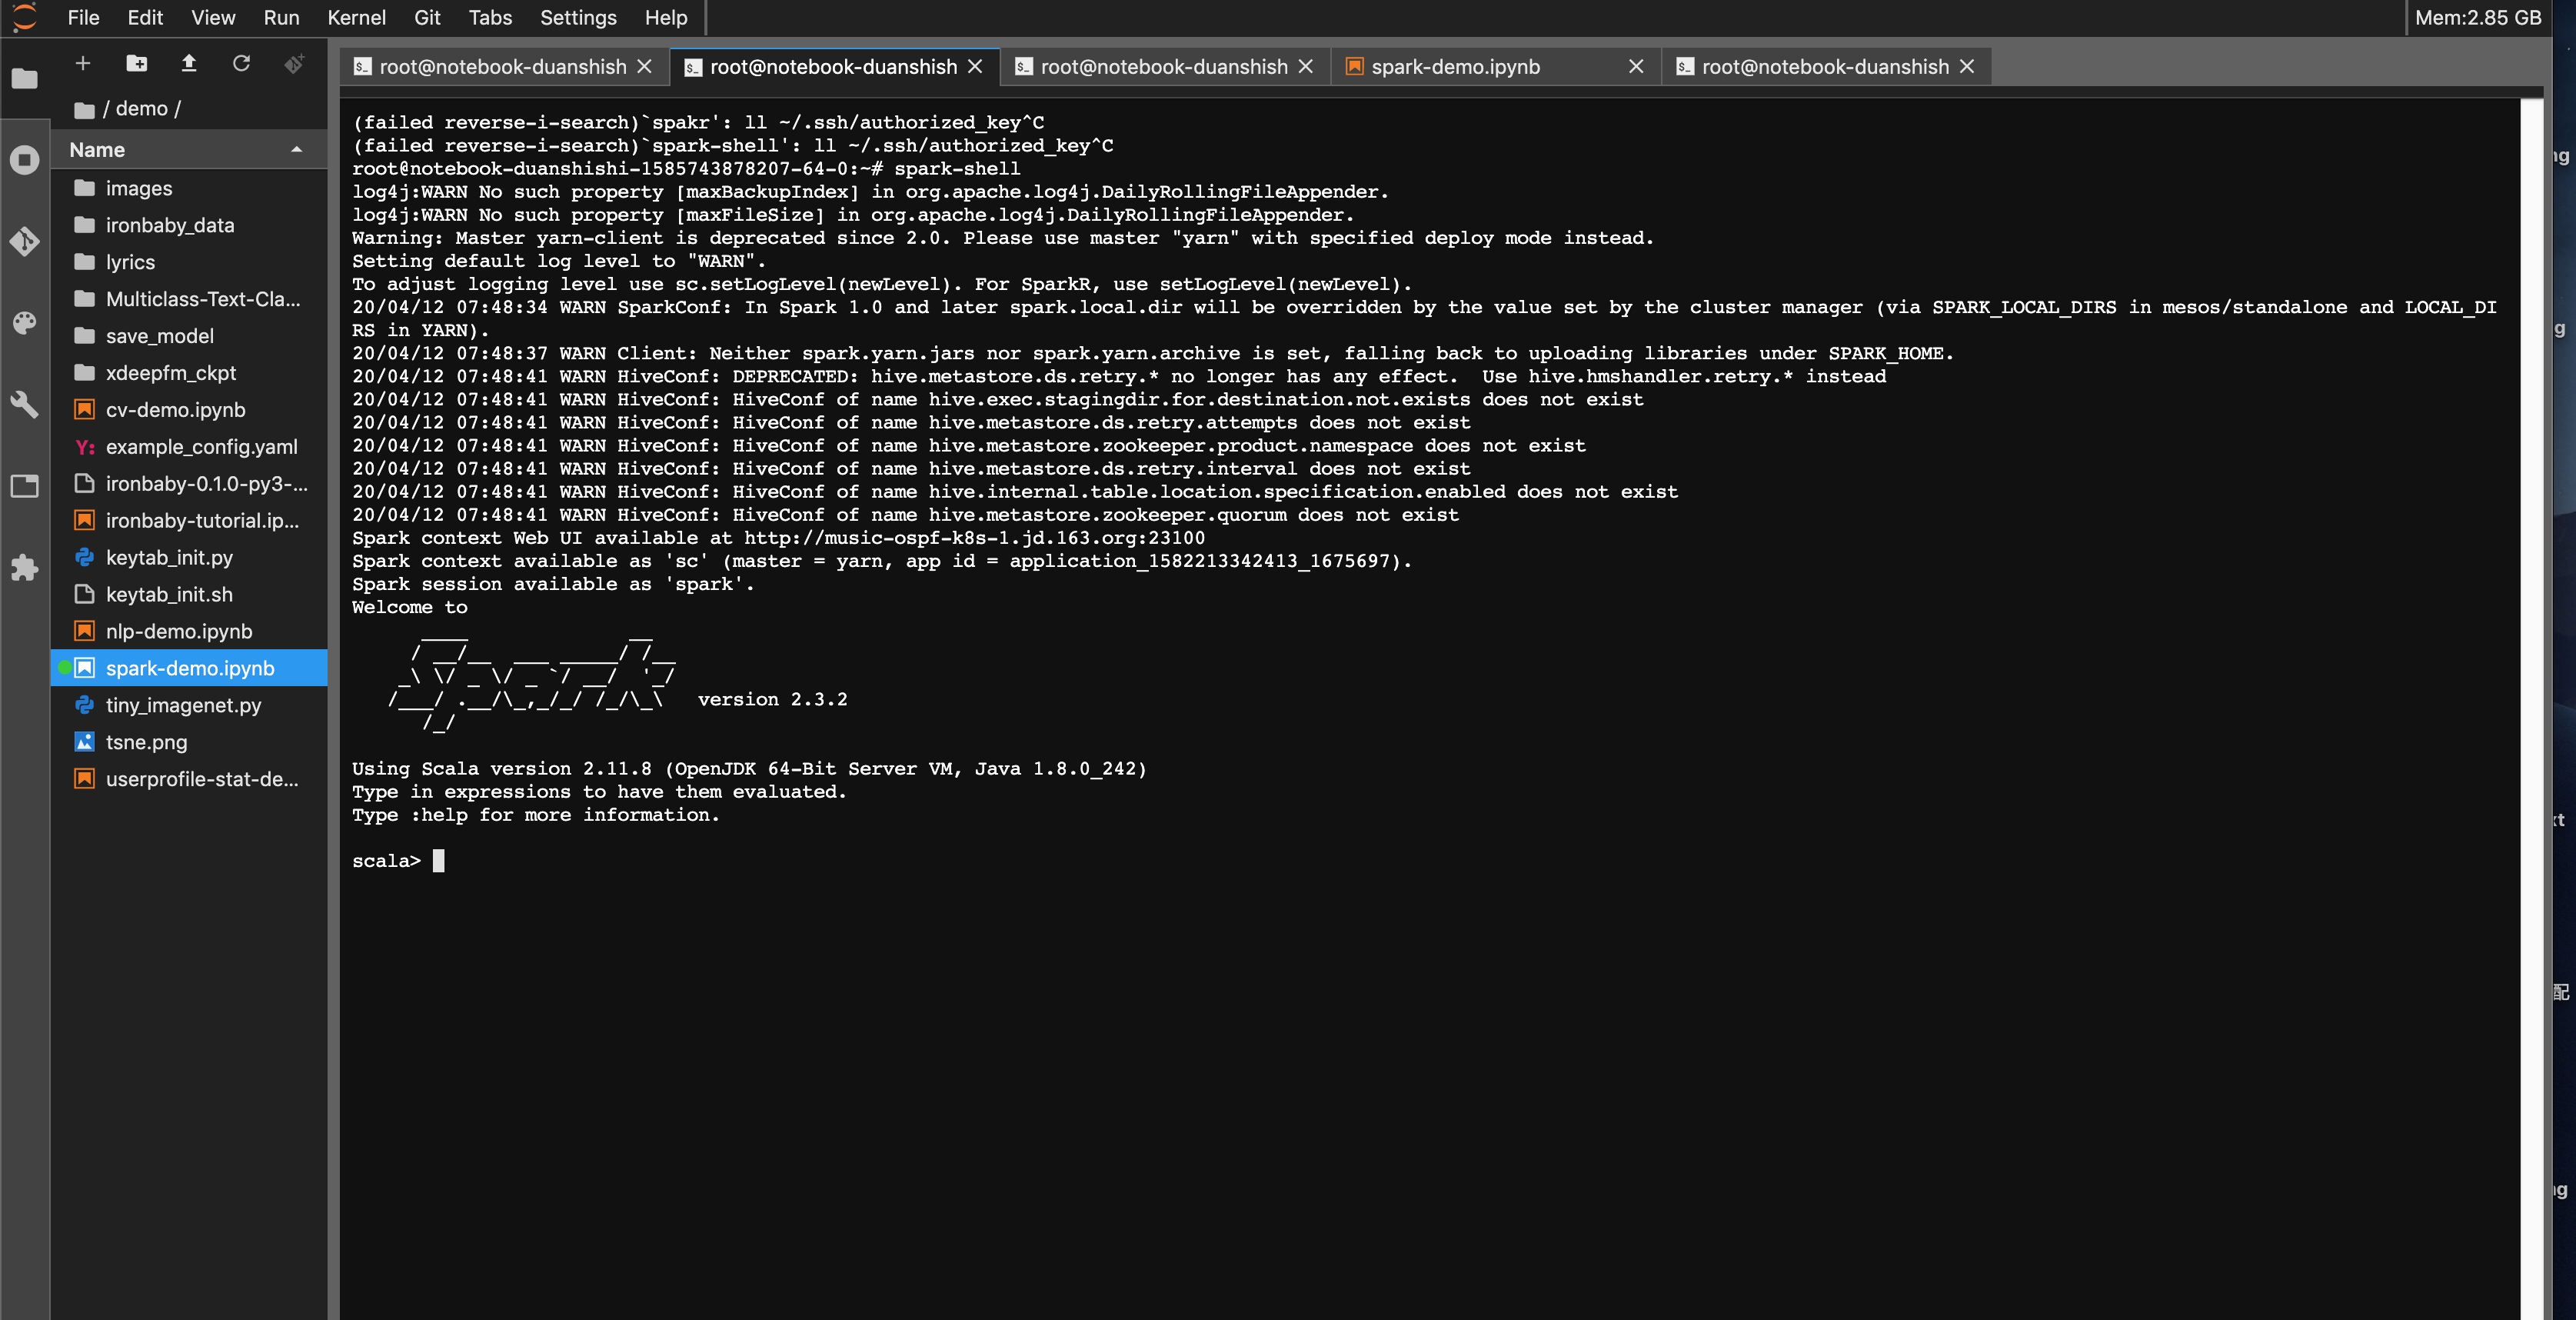 File Edit View Run Kernel Git Tabs Settings Help
Mem:2.85 GB
/ demo /
Name
images
ironbaby_data
lyrics
Multiclass-Text-Cla...
save_model
xdeepfm_ckpt
cv-demo.ipynb
Y: example_config.yaml
ironbaby-0.1.0-py3-...
ironbaby-tutorial.ip...
keytab_init.py
keytab_init.sh
nlp-demo.ipynb
spark-demo.ipynb
tiny_imagenet.py
tsne.png
userprofile-stat-de...
$_ root@notebook-duanshish
$_ root@notebook-duanshish
$_ root@notebook-duanshish
spark-demo.ipynb
$_ root@notebook-duanshish
(failed reverse-i-search)`spakr': ll ~/.ssh/authorized_key^C
(failed reverse-i-search)`spark-shell': ll ~/.ssh/authorized_key^C
root@notebook-duanshishi-1585743878207-64-0:~# spark-shell
log4j:WARN No such property [maxBackupIndex] in org.apache.log4j.DailyRollingFileAppender.
log4j:WARN No such property [maxFileSize] in org.apache.log4j.DailyRollingFileAppender.
Warning: Master yarn-client is deprecated since 2.0. Please use master "yarn" with specified deploy mode instead.
Setting default log level to "WARN".
To adjust logging level use sc.setLogLevel(newLevel). For SparkR, use setLogLevel(newLevel).
20/04/12 07:48:34 WARN SparkConf: In Spark 1.0 and later spark.local.dir will be overridden by the value set by the cluster manager (via SPARK_LOCAL_DIRS in mesos/standalone and LOCAL_DI
RS in YARN).
20/04/12 07:48:37 WARN Client: Neither spark.yarn.jars nor spark.yarn.archive is set, falling back to uploading libraries under SPARK_HOME.
20/04/12 07:48:41 WARN HiveConf: DEPRECATED: hive.metastore.ds.retry.* no longer has any effect.  Use hive.hmshandler.retry.* instead
20/04/12 07:48:41 WARN HiveConf: HiveConf of name hive.exec.stagingdir.for.destination.not.exists does not exist
20/04/12 07:48:41 WARN HiveConf: HiveConf of name hive.metastore.ds.retry.attempts does not exist
20/04/12 07:48:41 WARN HiveConf: HiveConf of name hive.metastore.zookeeper.product.namespace does not exist
20/04/12 07:48:41 WARN HiveConf: HiveConf of name hive.metastore.ds.retry.interval does not exist
20/04/12 07:48:41 WARN HiveConf: HiveConf of name hive.internal.table.location.specification.enabled does not exist
20/04/12 07:48:41 WARN HiveConf: HiveConf of name hive.metastore.zookeeper.quorum does not exist
Spark context Web UI available at http://music-ospf-k8s-1.jd.163.org:23100
Spark context available as 'sc' (master = yarn, app id = application_1582213342413_1675697).
Spark session available as 'spark'.
Welcome to
Spark version 2.3.2
Using Scala version 2.11.8 (OpenJDK 64-Bit Server VM, Java 1.8.0_242)
Type in expressions to have them evaluated.
Type :help for more information.
scala>